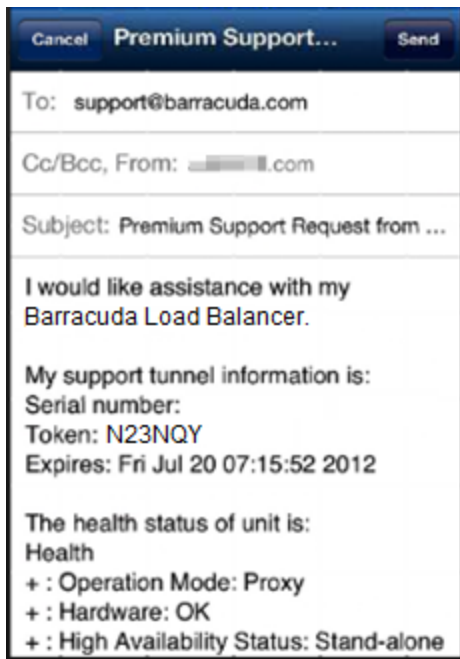 Cancel Premium Support... Send
To: support@barracuda.com
Cc/Bcc, From: .com
Subject: Premium Support Request from ...
I would like assistance with my
Barracuda Load Balancer.
My support tunnel information is:
Serial number:
Token: N23NQY
Expires: Fri Jul 20 07:15:52 2012
The health status of unit is:
Health
+ : Operation Mode: Proxy
+ : Hardware: OK
+ : High Availability Status: Stand-alone